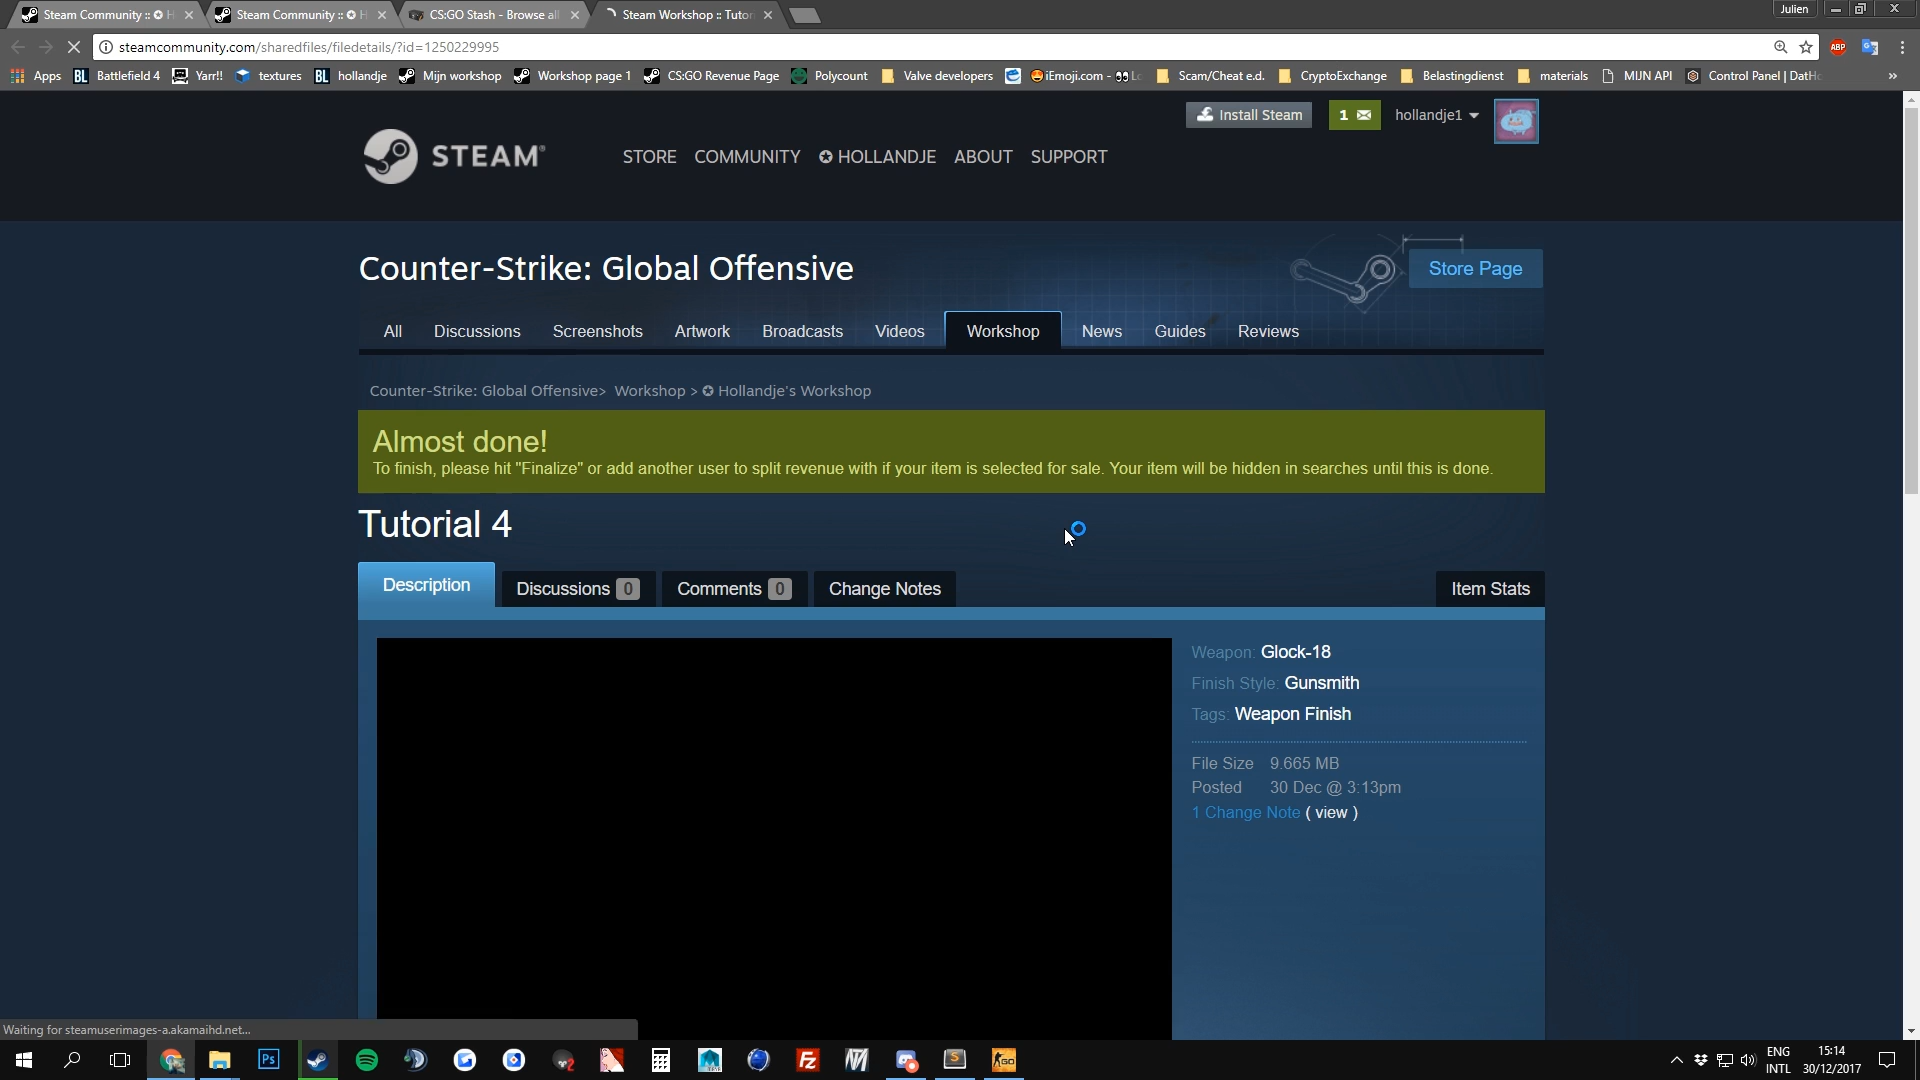 Steam Community :: ✪ H
Steam Community :: ✪ H
CS:GO Stash - Browse all
Steam Workshop :: Tutor
Julien
steamcommunity.com/sharedfiles/filedetails/?id=1250229995
Apps
Battlefield 4
Yarr!!
textures
hollandje
Mijn workshop
Workshop page 1
CS:GO Revenue Page
Polycount
Valve developers
iEmoji.com -
Scam/Cheat e.d.
CryptoExchange
Belastingdienst
materials
MIJN API
Control Panel | DatH
Install Steam
1
hollandje1
STEAM
STORE COMMUNITY ✪ HOLLANDJE ABOUT SUPPORT
Counter-Strike: Global Offensive
Store Page
All Discussions Screenshots Artwork Broadcasts Videos Workshop News Guides Reviews
Counter-Strike: Global Offensive> Workshop > ✪ Hollandje's Workshop
Almost done!
To finish, please hit "Finalize" or add another user to split revenue with if your item is selected for sale. Your item will be hidden in searches until this is done.
Tutorial 4
Description
Discussions 0
Comments 0
Change Notes
Item Stats
Weapon: Glock-18
Finish Style: Gunsmith
Tags: Weapon Finish
File Size 9.665 MB
Posted 30 Dec @ 3:13pm
1 Change Note ( view )
Waiting for steamuserimages-a.akamaihd.net...
ENG
INTL
15:14
30/12/2017